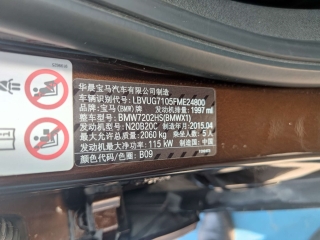 华晨宝马汽车有限公司制造
车辆识别代号: LBVUG7105FME24800
品牌: 宝马(BMW)牌 发动机排量: 1997 ml
整车型号: BMW7202HS(BMWX1)
发动机型号: N20B20C 制造年月: 2015.04
最大允许总质量: 2060 kg 乘坐人数: 5人
发动机最大净功率: 115 kW 制造国: 中国
颜色代码/色重: B09